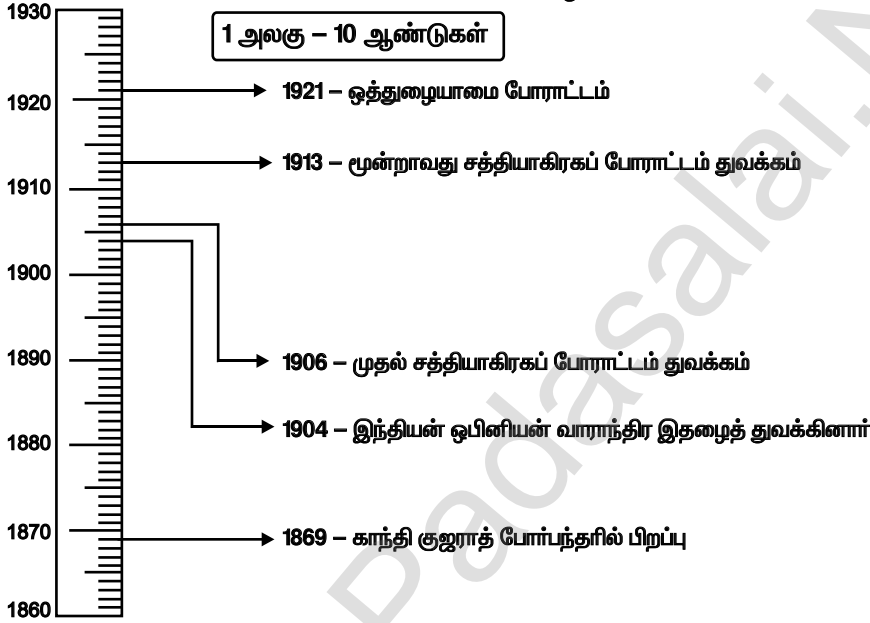 1930
1 அலகு – 10 ஆண்டுகள்
1921 – ஒத்துழையாமை போராட்டம்
1920
1913 – மூன்றாவது சத்தியாகிரகப் போராட்டம் துவக்கம்
1910
1900
1890
1906 – முதல் சத்தியாகிரகப் போராட்டம் துவக்கம்
1904 – இந்தியன் ஒபினியன் வாராந்திர இதழைத் துவக்கினார்
1880
1870
1869 – காந்தி குஜராத் போர்பந்தரில் பிறப்பு
1860
Padasalai.N